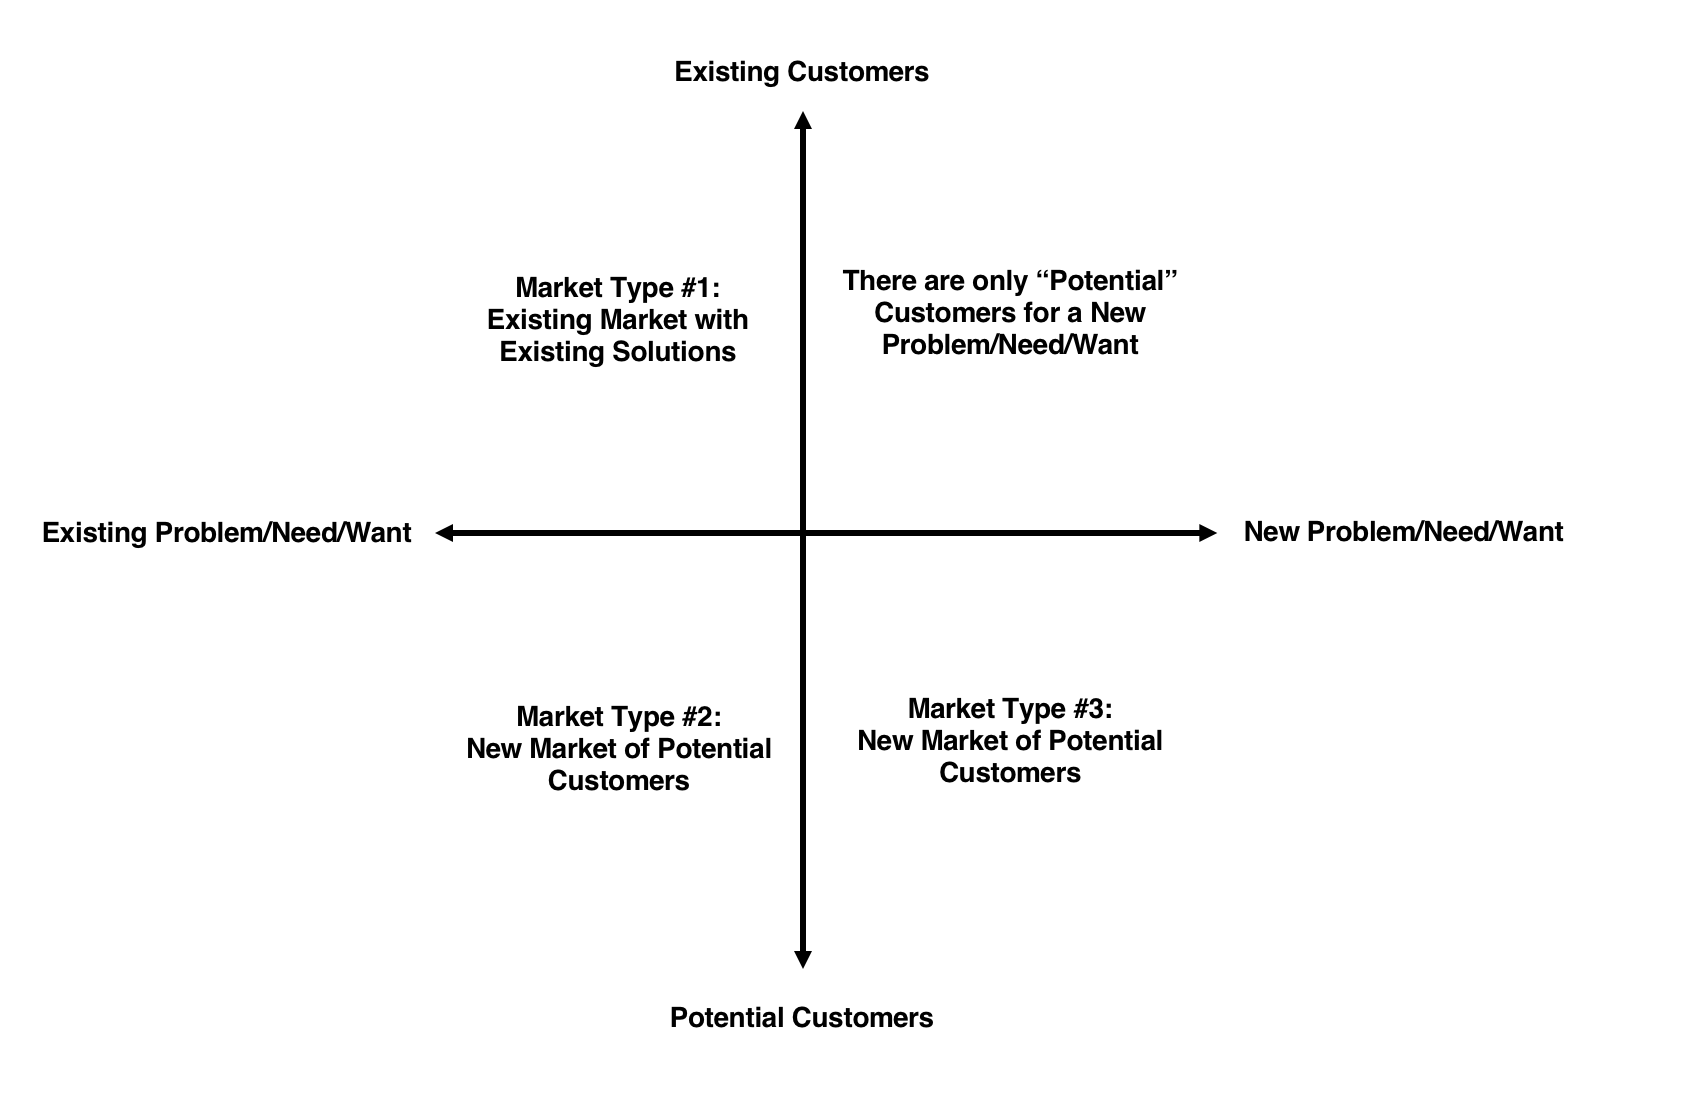 Existing Customers
Market Type #1:
Existing Market with
Existing Solutions
There are only “Potential”
Customers for a New
Problem/Need/Want
Existing Problem/Need/Want
New Problem/Need/Want
Market Type #2:
New Market of Potential
Customers
Market Type #3:
New Market of Potential
Customers
Potential Customers